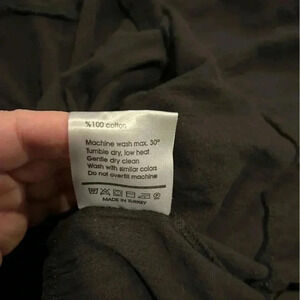 %100 cotton
Machine wash max. 30°
Tumble dry, low heat
Gentle dry clean
Wash with similar colors
Do not overfill machine
MADE IN TURKEY